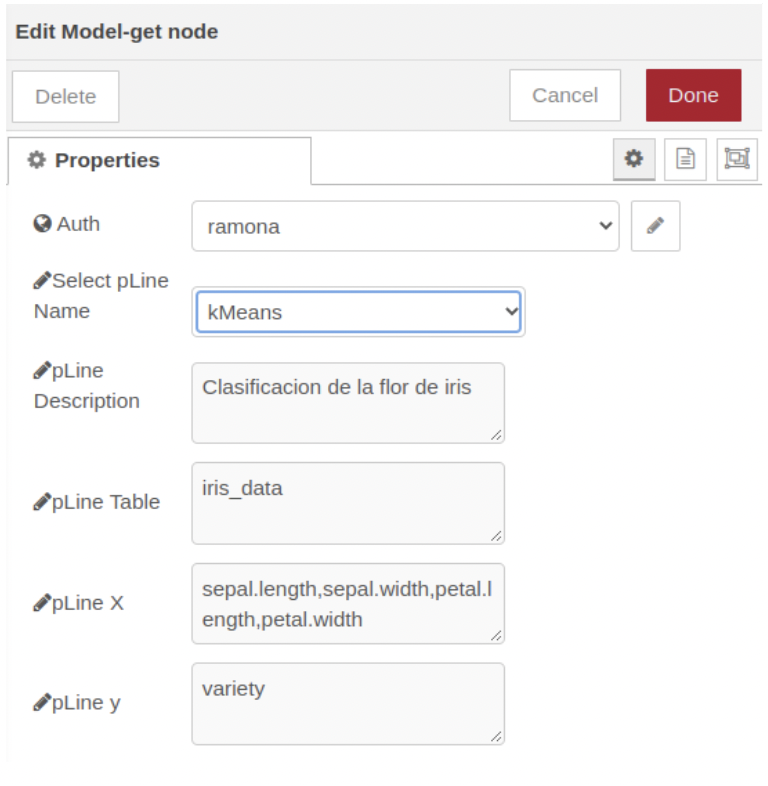 Edit Model-get node
Delete
Cancel
Done
Properties
Auth
ramona
Select pLine
Name
kMeans
pLine
Description
Clasificacion de la flor de iris
pLine Table
iris_data
pLine X
sepal.length,sepal.width,petal.l
ength,petal.width
pLine y
variety